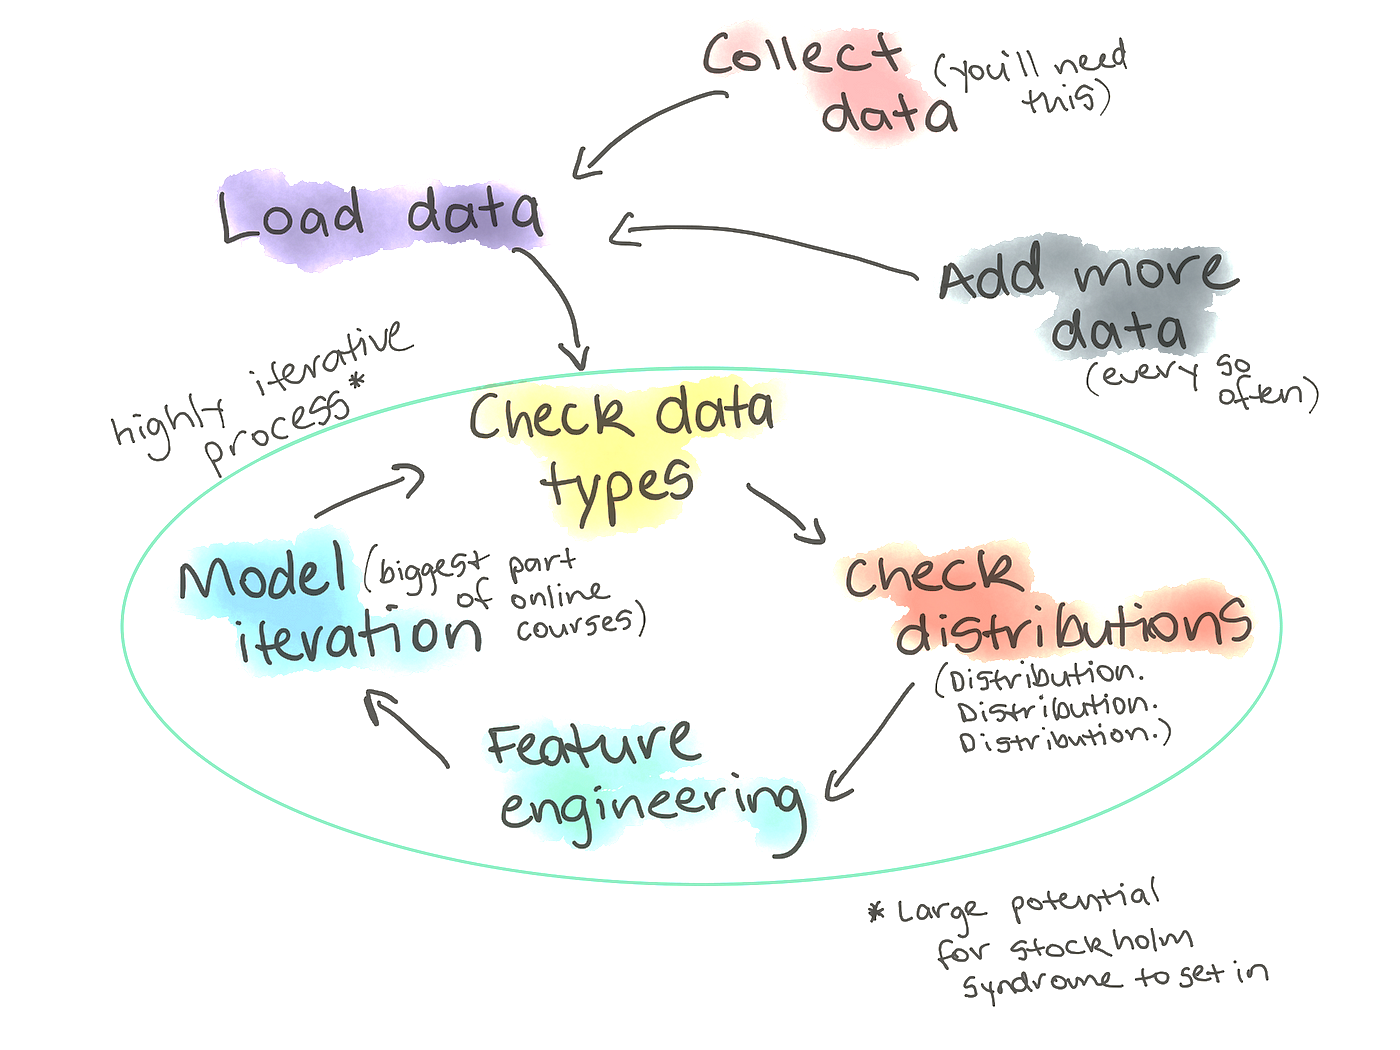 Collect
data
(you'll need
this)
Load data
Add more
data
(every so
often)
highly iterative
process*
Check data
types
Model
iteration
(biggest part
of online
courses)
Check
distributions
(Distribution.
Distribution.
Distribution.)
Feature
engineering
* Large potential
for stockholm
syndrome to set in